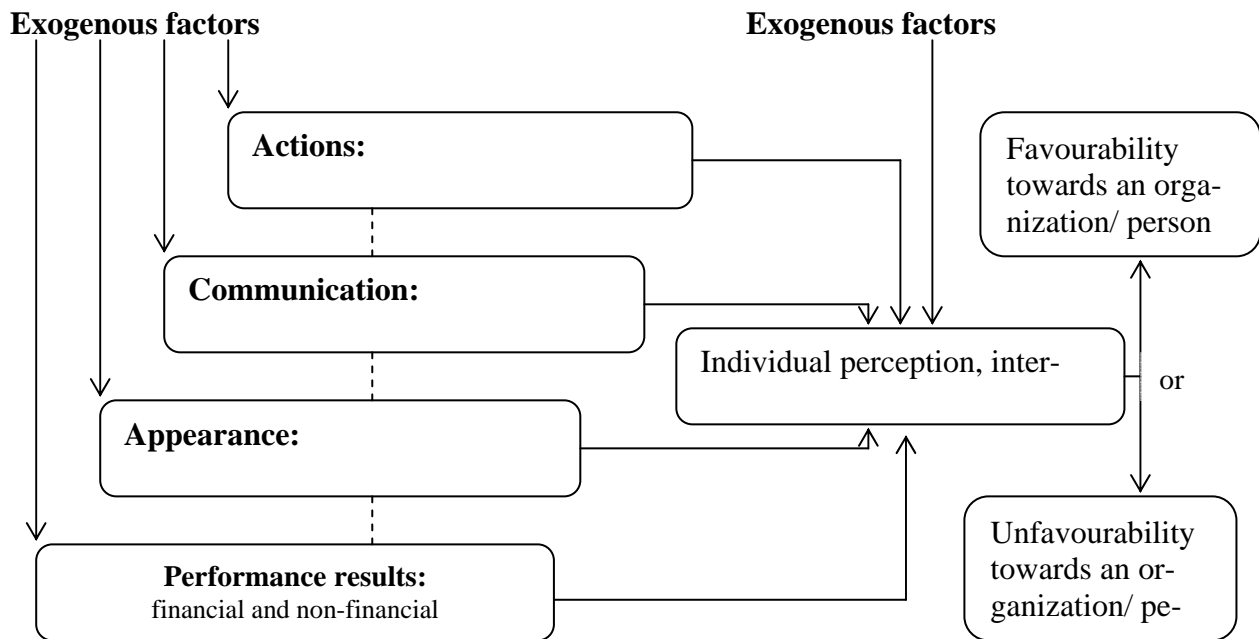 Exogenous factors
Exogenous factors
Actions:
Favourability
towards an orga-
nization/ person
Communication:
Individual perception, inter-
or
Appearance:
Unfavourability
towards an or-
ganization/ pe-
Performance results:
financial and non-financial